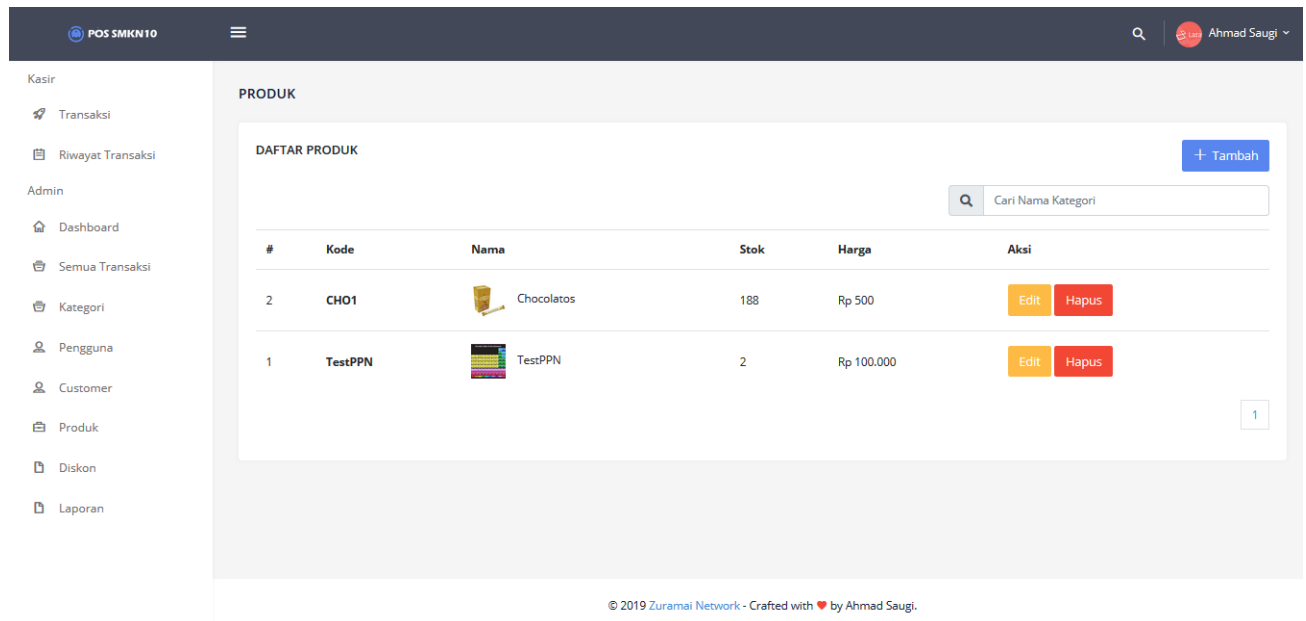 POS SMKN10
Ahmad Saugi
Kasir
Transaksi
Riwayat Transaksi
Admin
Dashboard
Semua Transaksi
Kategori
Pengguna
Customer
Produk
Diskon
Laporan
PRODUK
DAFTAR PRODUK
+ Tambah
Cari Nama Kategori
# Kode Nama Stok Harga Aksi
2 CHO1 Chocolatos 188 Rp 500 Edit Hapus
1 TestPPN TestPPN 2 Rp 100.000 Edit Hapus
1
© 2019 Zuramai Network - Crafted with ❤ by Ahmad Saugi.